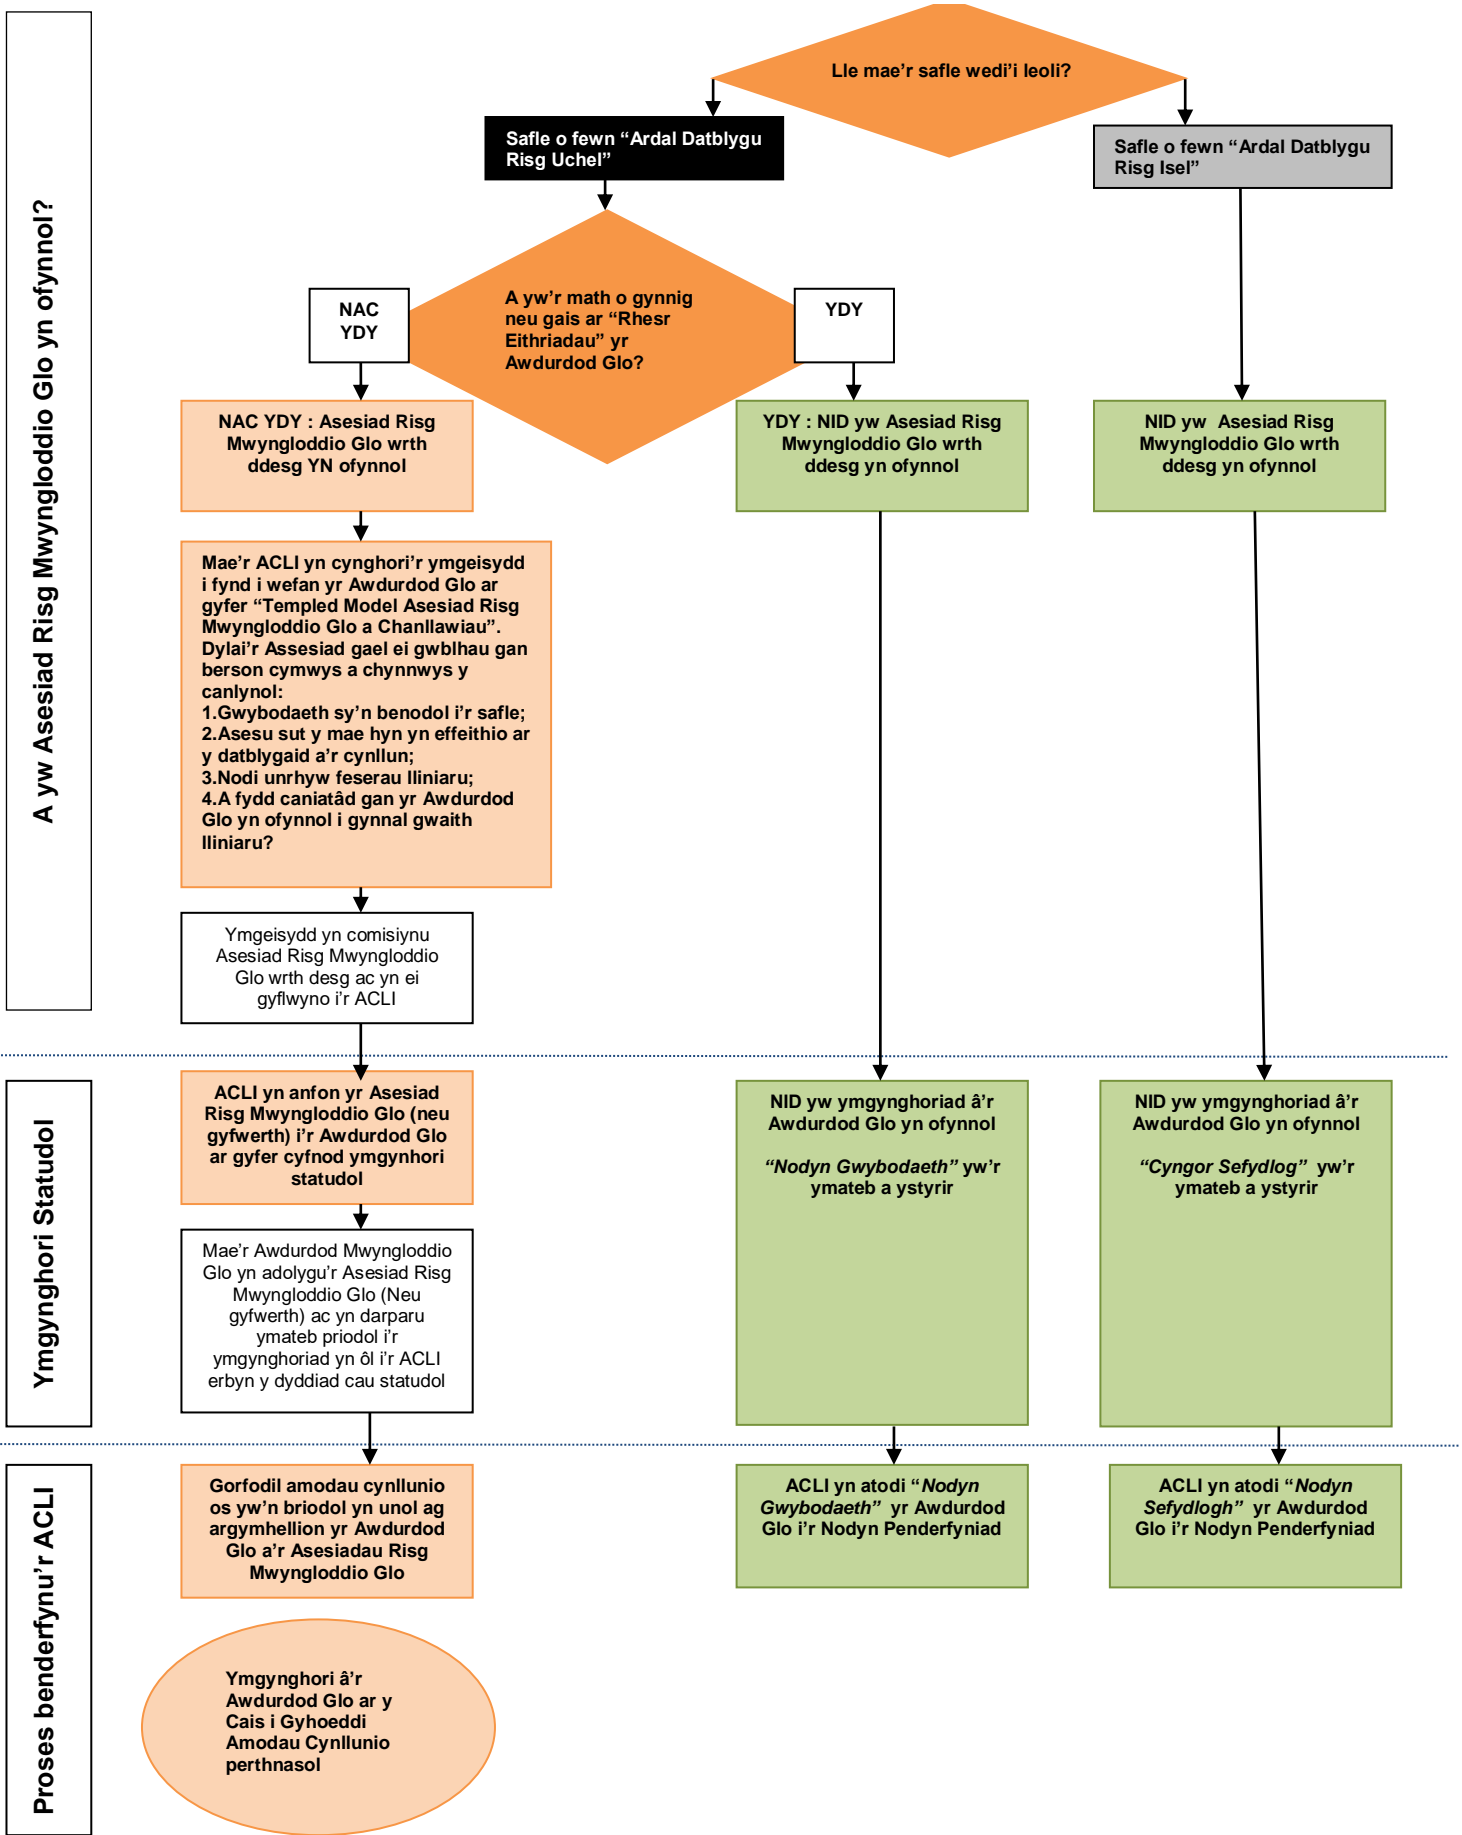 A yw Asesiad Risg Mwyngloddio Glo yn ofynnol?
Lle mae'r safle wedi'i leoli?
Safle o fewn “Ardal Datblygu
Risg Uchel”
Safle o fewn “Ardal Datblygu
Risg Isel”
A yw'r math o gynnig
neu gais ar “Rhesr
Eithriadau” yr
Awdurdod Glo?
NAC
YDY
YDY
NAC YDY : Asesiad Risg
Mwyngloddio Glo wrth
ddesg YN ofynnol
YDY : NID yw Asesiad Risg
Mwyngloddio Glo wrth
ddesg yn ofynnol
NID yw  Asesiad Risg
Mwyngloddio Glo wrth
ddesg yn ofynnol
Mae'r ACLI yn cynghori'r ymgeisydd
i fynd i wefan yr Awdurdod Glo ar
gyfer “Templed Model Asesiad Risg
Mwyngloddio Glo a Chanllawiau”.
Dylai'r Assesiad gael ei gwblhau gan
berson cymwys a chynnwys y
canlynol:
1.Gwybodaeth sy'n benodol i'r safle;
2.Asesu sut y mae hyn yn effeithio ar
y datblygaid a'r cynllun;
3.Nodi unrhyw feserau lliniaru;
4.A fydd caniatâd gan yr Awdurdod
Glo yn ofynnol i gynnal gwaith
lliniaru?
Ymgeisydd yn comisiynu
Asesiad Risg Mwyngloddio
Glo wrth desg ac yn ei
gyflwyno i'r ACLI
Ymgynghori Statudol
ACLI yn anfon yr Asesiad
Risg Mwyngloddio Glo (neu
gyfwerth) i'r Awdurdod Glo
ar gyfer cyfnod ymgynhori
statudol
NID yw ymgynghoriad â'r
Awdurdod Glo yn ofynnol
“Nodyn Gwybodaeth” yw'r
ymateb a ystyrir
NID yw ymgynghoriad â'r
Awdurdod Glo yn ofynnol
“Cyngor Sefydlog”  yw'r
ymateb a ystyrir
Mae'r Awdurdod Mwyngloddio
Glo yn adolygu'r Asesiad Risg
Mwyngloddio Glo (Neu
gyfwerth) ac yn darparu
ymateb priodol i'r
ymgynghoriad yn ôl i'r ACLI
erbyn y dyddiad cau statudol
Proses benderfynu'r ACLI
Gorfodil amodau cynllunio
os yw'n briodol yn unol ag
argymhellion yr Awdurdod
Glo a'r Asesiadau Risg
Mwyngloddio Glo
ACLI yn atodi “Nodyn
Gwybodaeth”  yr Awdurdod
Glo i'r Nodyn Penderfyniad
ACLI yn atodi “Nodyn
Sefydlogh”  yr Awdurdod
Glo i'r Nodyn Penderfyniad
Ymgynghori â'r
Awdurdod Glo ar y
Cais i Gyhoeddi
Amodau Cynllunio
perthnasol